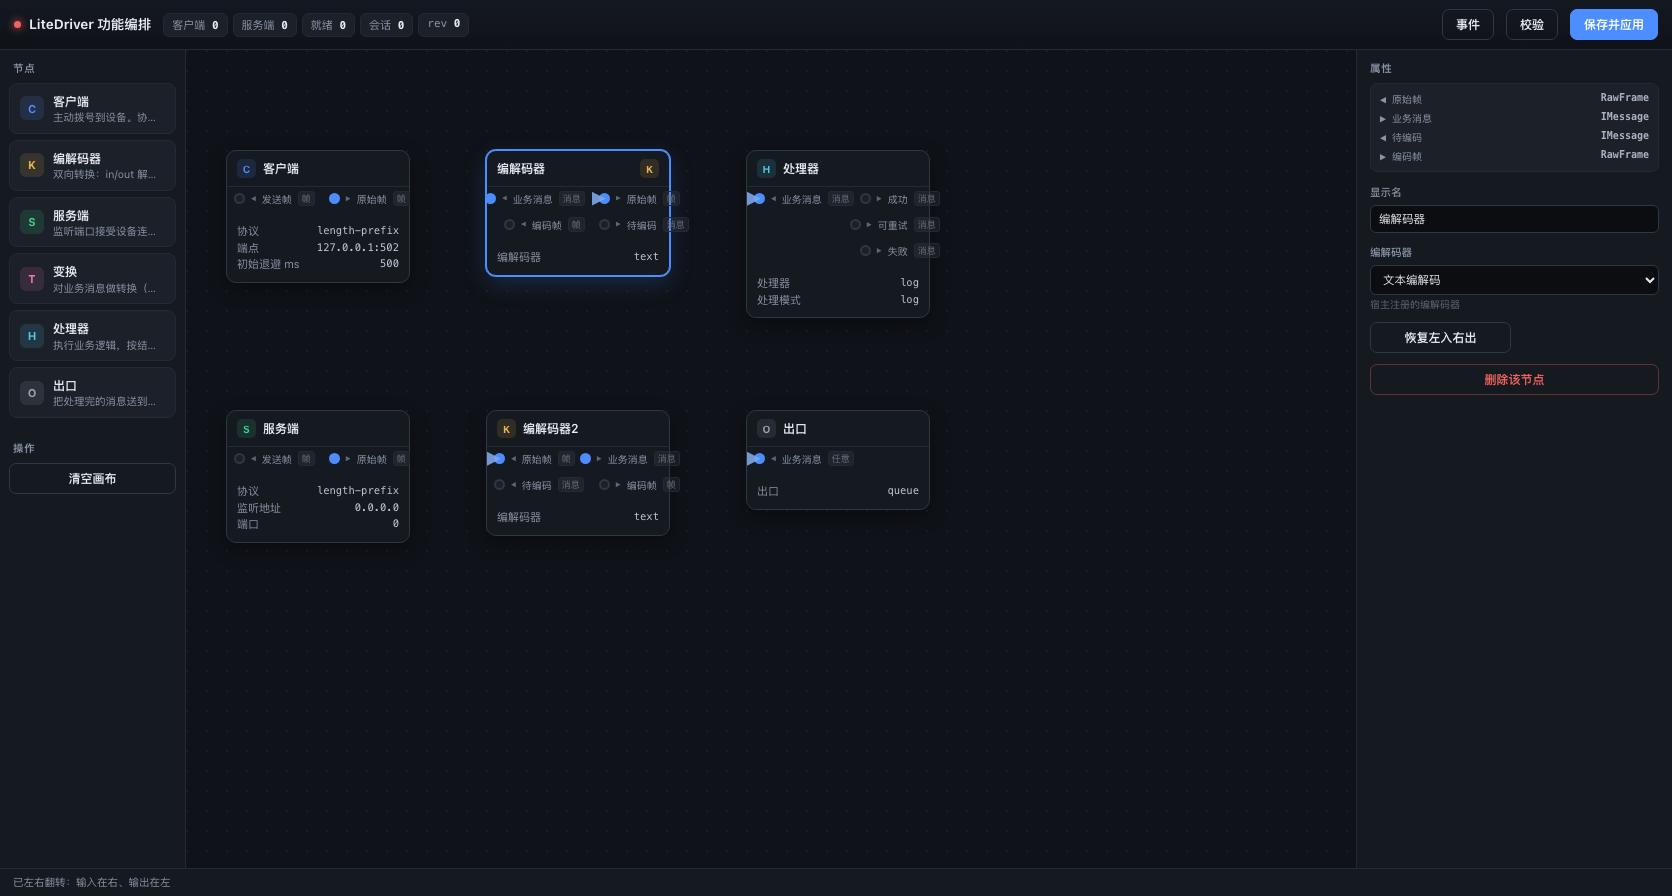 LiteDriver 功能编排
客户端 0
服务端 0
就绪 0
会话 0
rev 0
事件
校验
保存并应用
节点
C
客户端
主动拨号到设备。协…
K
编解码器
双向转换：in/out 解…
S
服务端
监听端口接受设备连…
T
变换
对业务消息做转换（…
H
处理器
执行业务逻辑，按结…
O
出口
把处理完的消息送到…
操作
清空画布
C 客户端
◂ 发送帧 帧 ▸ 原始帧 帧
协议 length-prefix
端点 127.0.0.1:502
初始退避 ms 500
编解码器 K
◂ 业务消息 消息 ▸ 原始帧 帧
◂ 编码帧 帧 ▸ 待编码 消息
编解码器 text
H 处理器
◂ 业务消息 消息 ▸ 成功 消息
▸ 可重试 消息
▸ 失败 消息
处理器 log
处理模式 log
S 服务端
◂ 发送帧 帧 ▸ 原始帧 帧
协议 length-prefix
监听地址 0.0.0.0
端口 0
K 编解码器2
◂ 原始帧 帧 ▸ 业务消息 消息
◂ 待编码 消息 ▸ 编码帧 帧
编解码器 text
O 出口
◂ 业务消息 任意
出口 queue
属性
◂ 原始帧 RawFrame
▸ 业务消息 IMessage
◂ 待编码 IMessage
▸ 编码帧 RawFrame
显示名
编解码器
编解码器
文本编解码
宿主注册的编解码器
恢复左入右出
删除该节点
已左右翻转：输入在右、输出在左